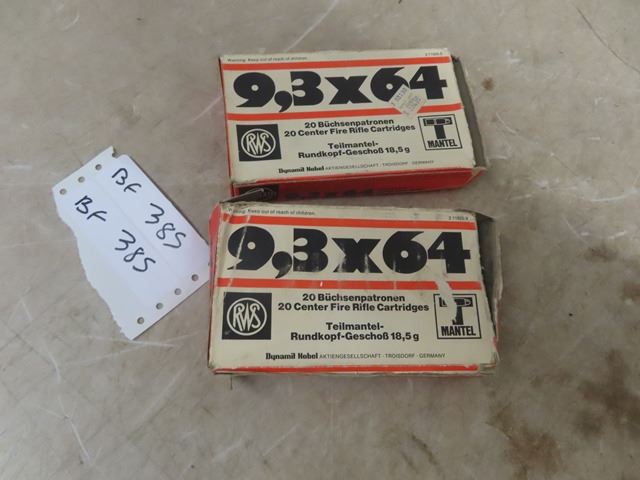 Warning: Keep out of reach of children.
9,3x64
20 Büchsenpatronen
20 Center Fire Rifle Cartridges
RWS
Teilmantel-
Rundkopf-Geschoß 18,5g
T
MANTEL
Dynamit Nobel AKTIENGESELLSCHAFT · TROISDORF · GERMANY
BF 385
BF 385
Warning: Keep out of reach of children.
9,3x64
20 Büchsenpatronen
20 Center Fire Rifle Cartridges
RWS
Teilmantel-
Rundkopf-Geschoß 18,5g
T
MANTEL
Dynamit Nobel AKTIENGESELLSCHAFT · TROISDORF · GERMANY